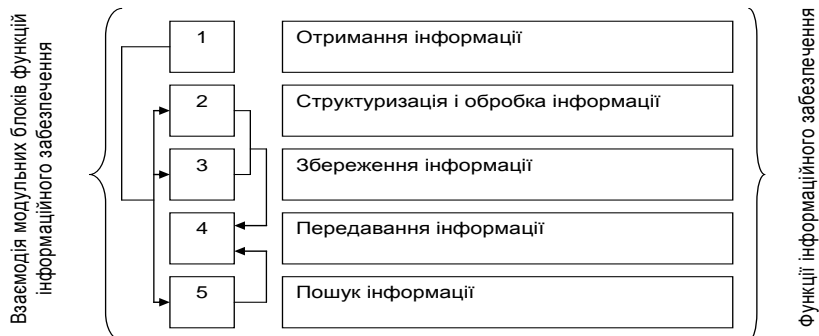 Взаємодія модульних блоків функцій
інформаційного забезпечення
1
Отримання інформації
2
Структуризація і обробка інформації
3
Збереження інформації
4
Передавання інформації
5
Пошук інформації
Функції інформаційного забезпечення